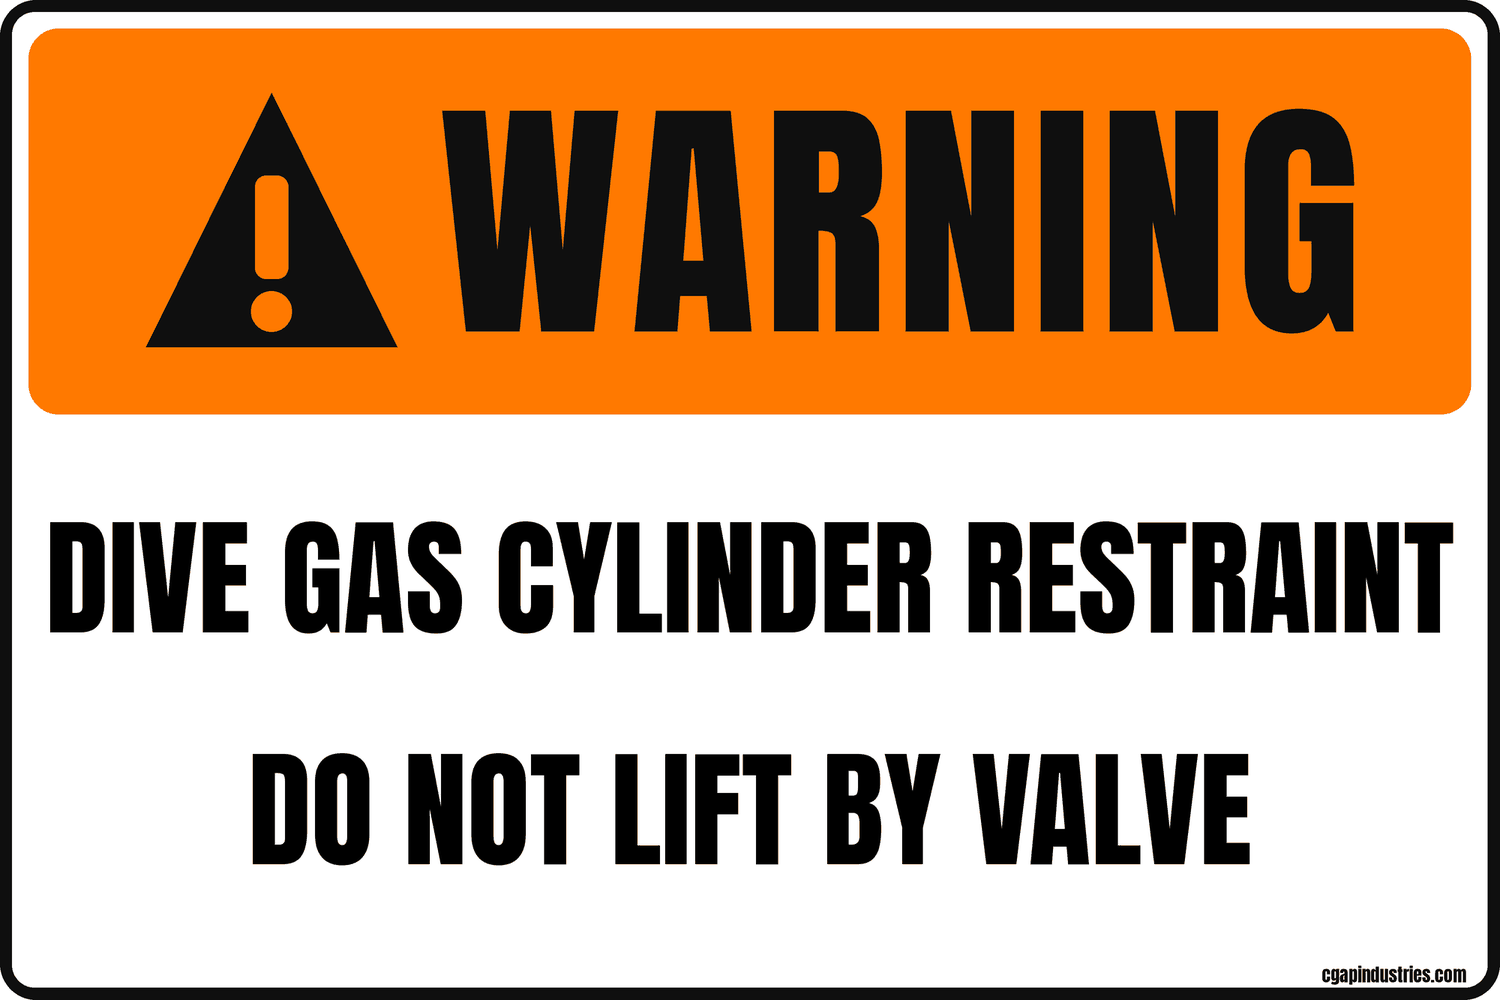 WARNING
DIVE GAS CYLINDER RESTRAINT
DO NOT LIFT BY VALVE
cgapindustries.com